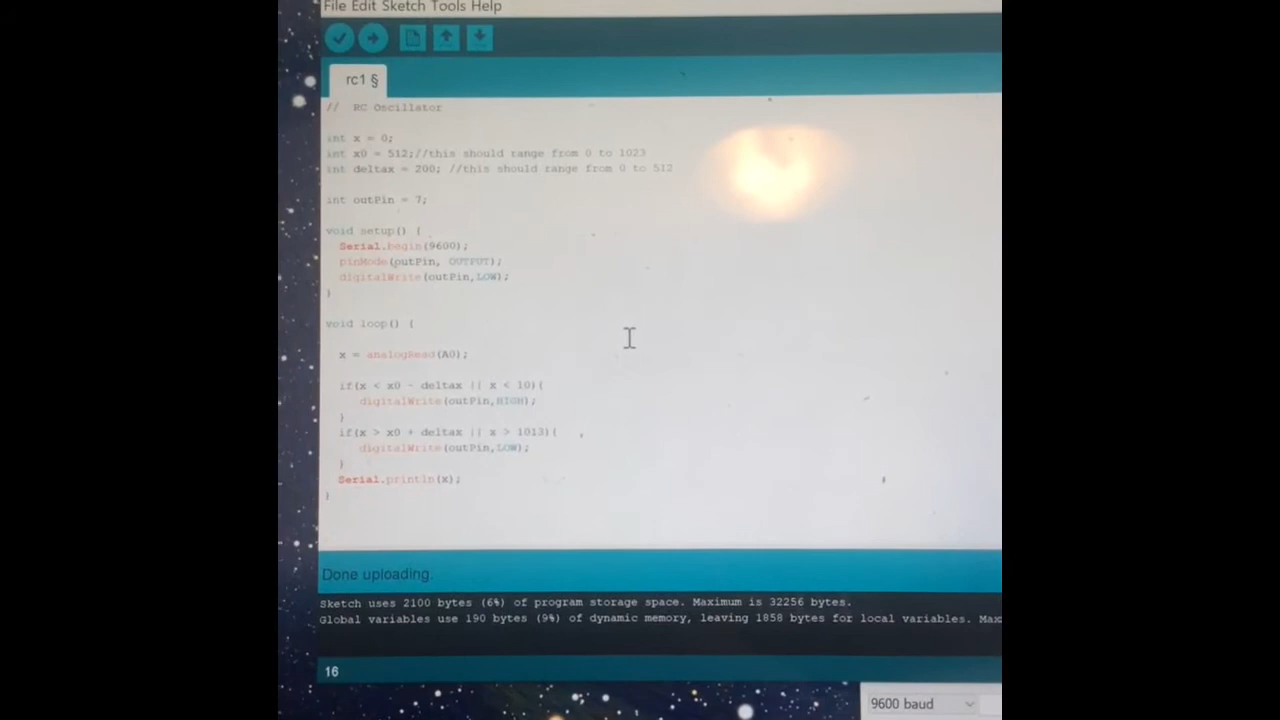 File Edit Sketch Tools Help
rc1 §
// RC Oscillator
int x = 0;
int x0 = 512;//this should range from 0 to 1023
int deltax = 200; //this should range from 0 to 512
int outPin = 7;
void setup() {
Serial.begin(9600);
pinMode(outPin, OUTPUT);
digitalWrite(outPin,LOW);
}
void loop() {
x = analogRead(A0);
if(x < x0 - deltax || x < 10){
digitalWrite(outPin,HIGH);
}
if(x > x0 + deltax || x > 1013){
digitalWrite(outPin,LOW);
}
Serial.println(x);
}
Done uploading.
Sketch uses 2100 bytes (6%) of program storage space. Maximum is 32256 bytes.
Global variables use 190 bytes (9%) of dynamic memory, leaving 1858 bytes for local variables. Max
16
9600 baud